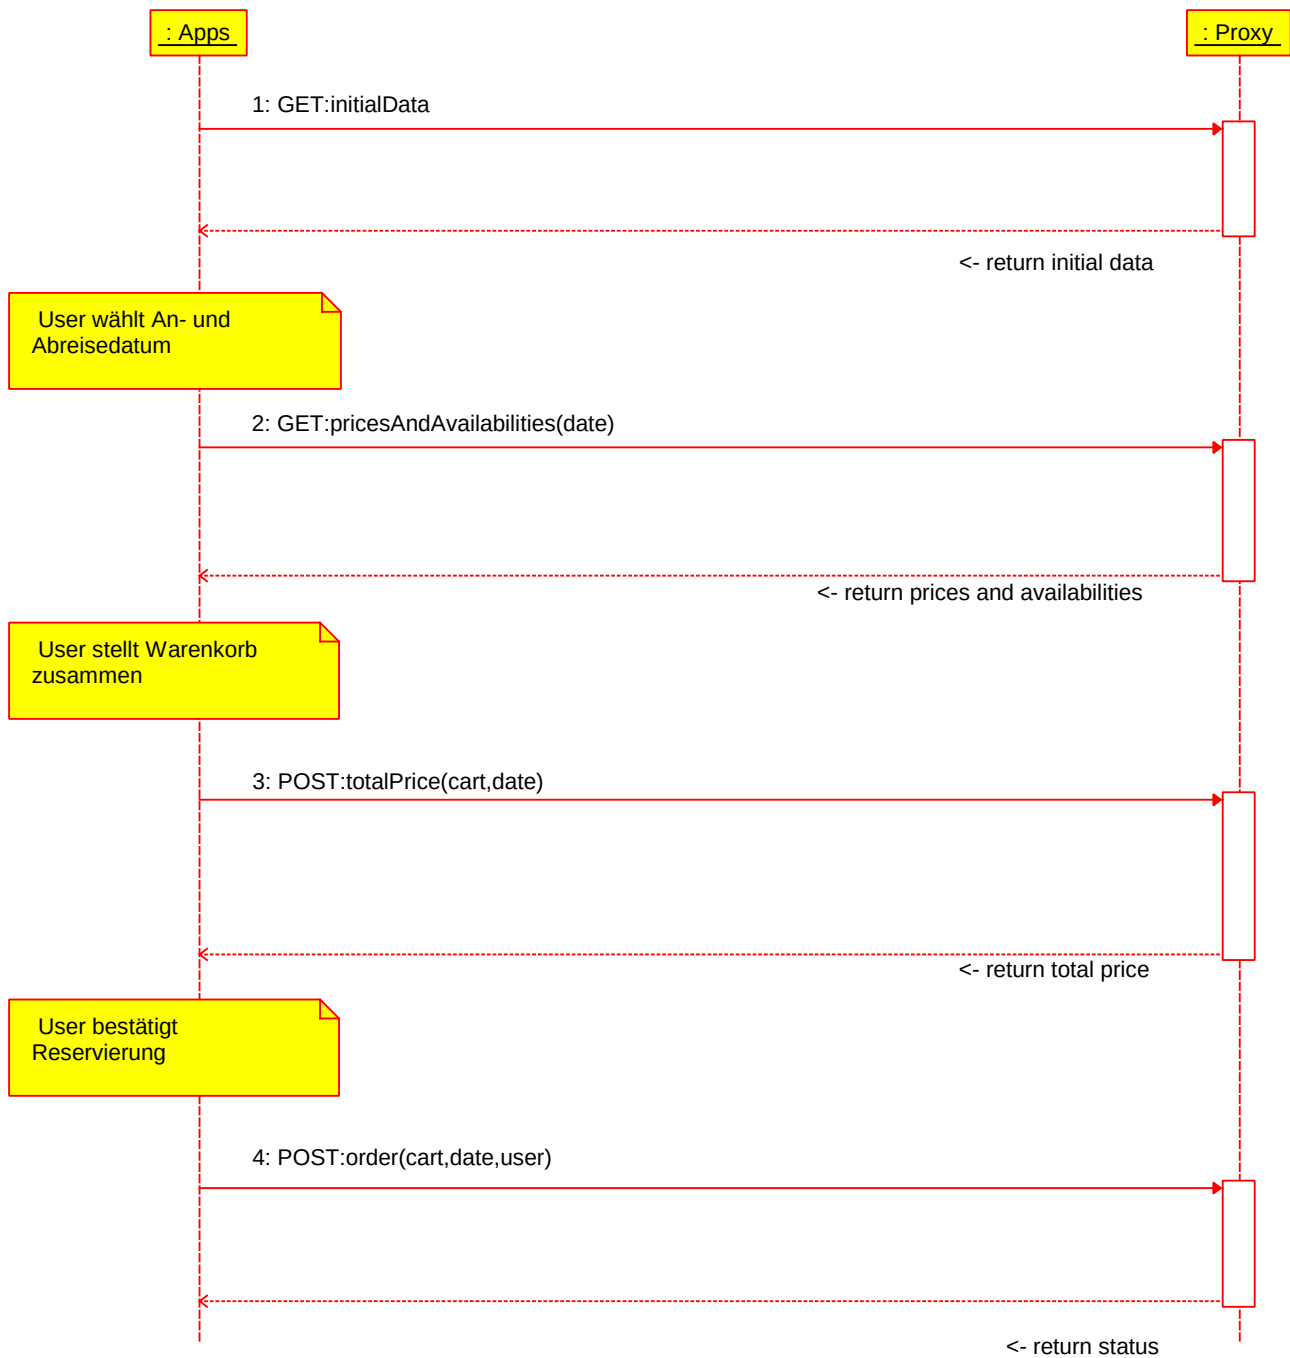 : Apps
: Proxy
1: GET:initialData
<- return initial data
User wählt An- und
Abreisedatum
2: GET:pricesAndAvailabilities(date)
<- return prices and availabilities
User stellt Warenkorb
zusammen
3: POST:totalPrice(cart,date)
<- return total price
User bestätigt
Reservierung
4: POST:order(cart,date,user)
<- return status